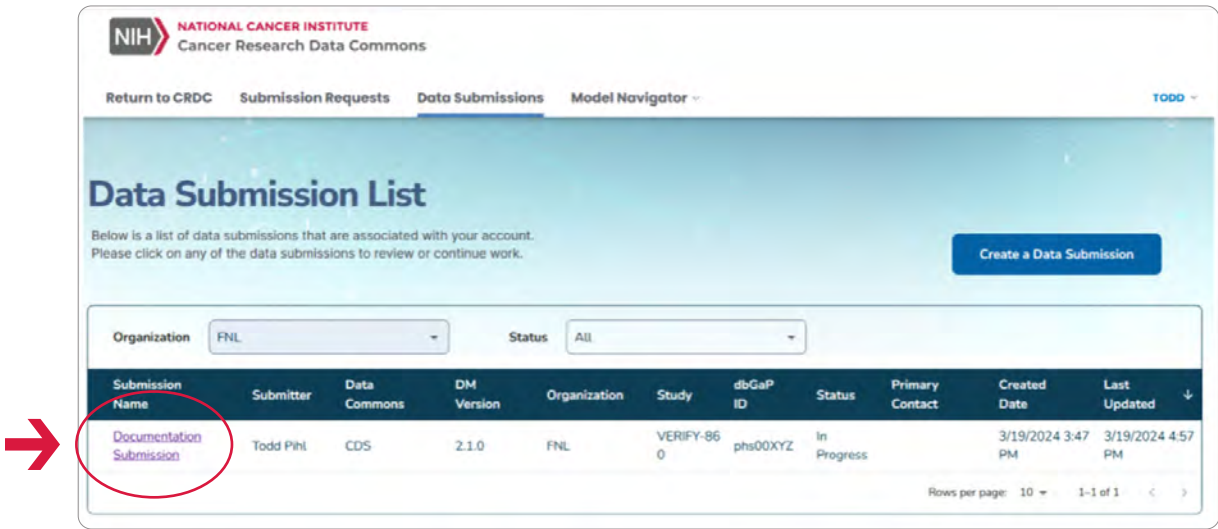 NIH
NATIONAL CANCER INSTITUTE
Cancer Research Data Commons
Return to CRDC Submission Requests Data Submissions Model Navigator TODD
Data Submission List
Below is a list of data submissions that are associated with your account.
Please click on any of the data submissions to review or continue work.
Create a Data Submission
Organization FNL Status All
Submission Name Submitter Data Commons DM Version Organization Study dbGaP ID Status Primary Contact Created Date Last Updated
Documentation Submission Todd Pihl CDS 2.1.0 FNL VERIFY-860 phs00XYZ In Progress 3/19/2024 3:47 PM 3/19/2024 4:57 PM
Rows per page: 10 1–1 of 1